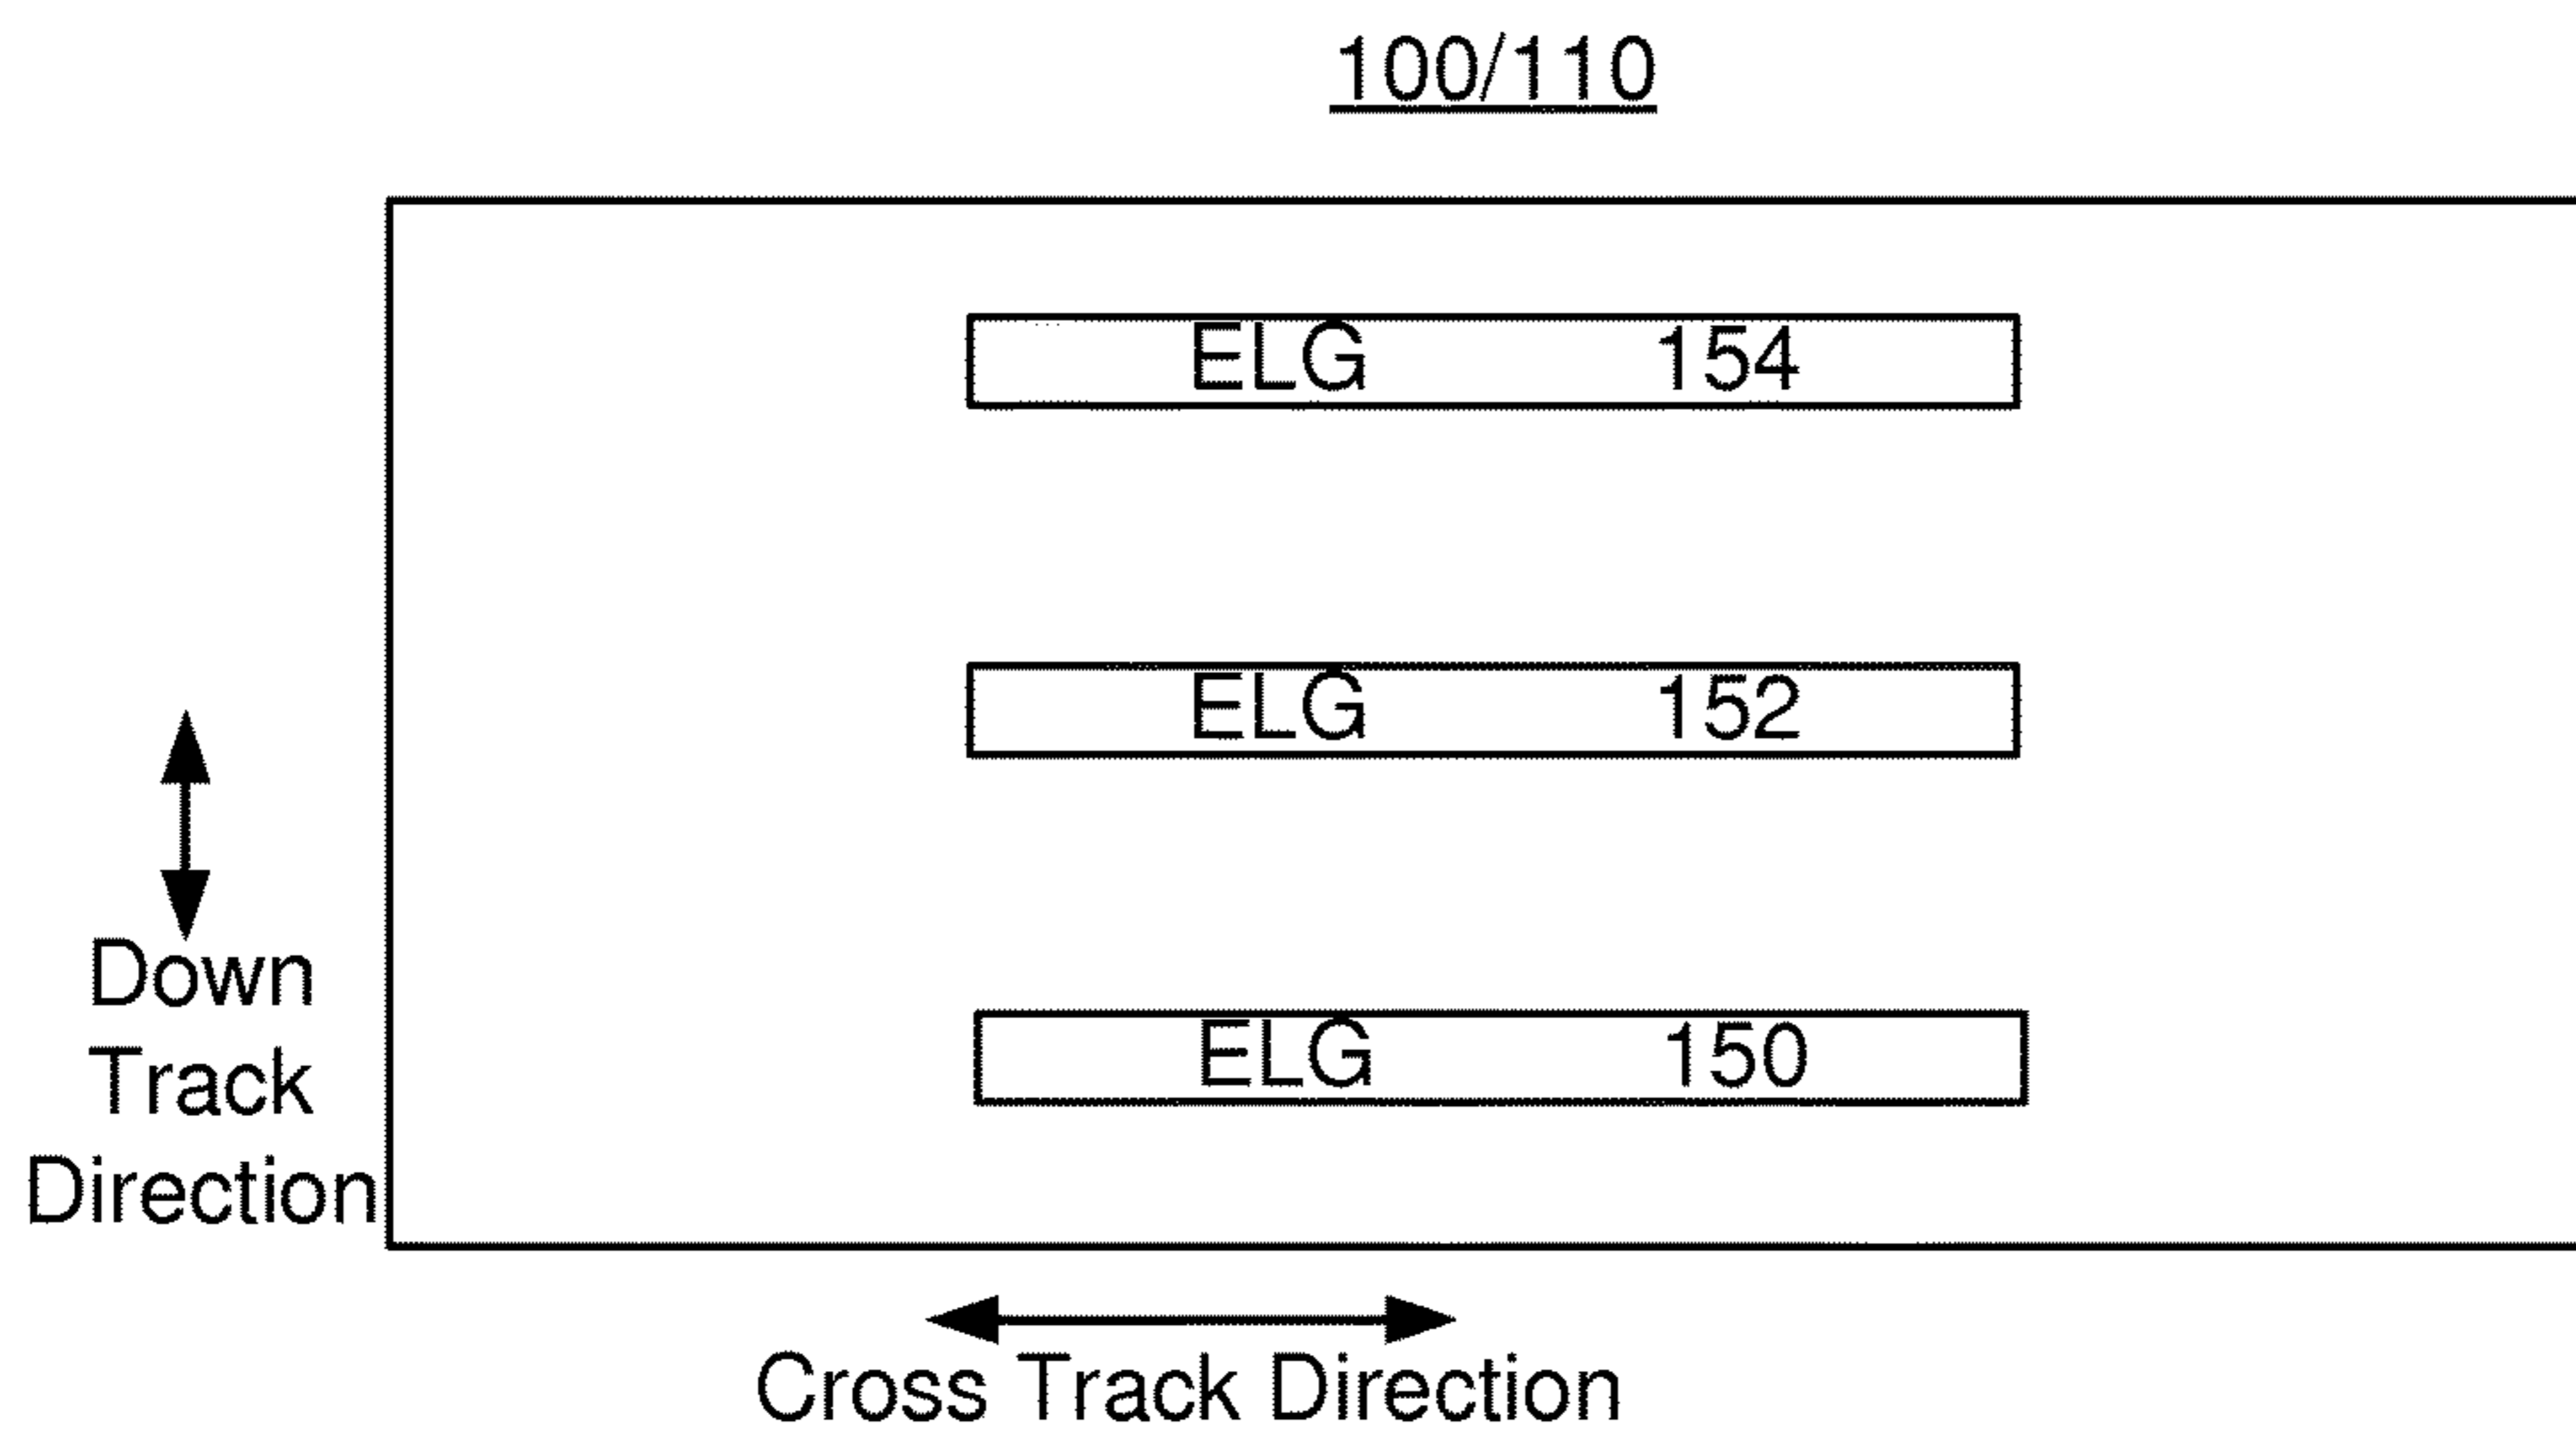 100/110
ELG 154
ELG 152
ELG 150
Down
Track
Direction
Cross Track Direction